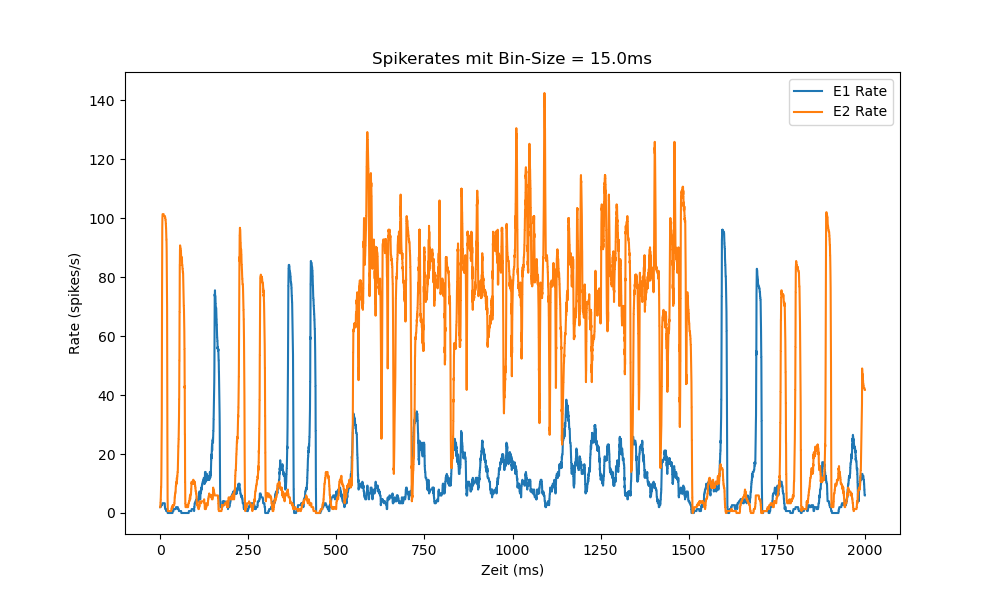 Spikerates mit Bin-Size = 15.0ms
E1 Rate
E2 Rate
140
120
100
80
60
40
20
0
Rate (spikes/s)
0 250 500 750 1000 1250 1500 1750 2000
Zeit (ms)